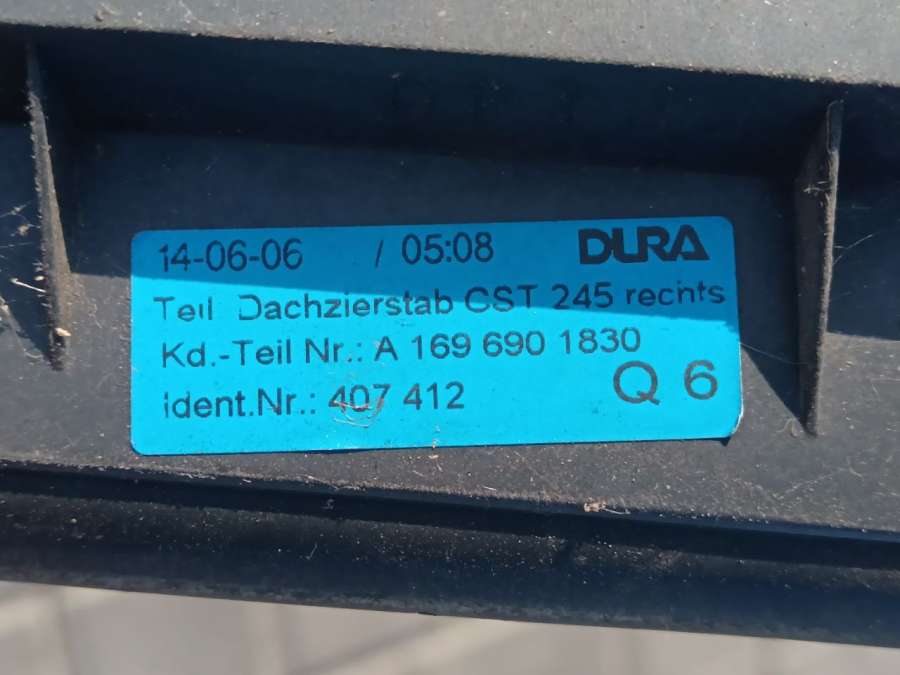 14-06-06 / 05:08 DURA
Teil Dachzierstab CST 245 rechts
Kd.-Teil Nr.: A 169 690 1830
ident.Nr.: 407 412 Q 6